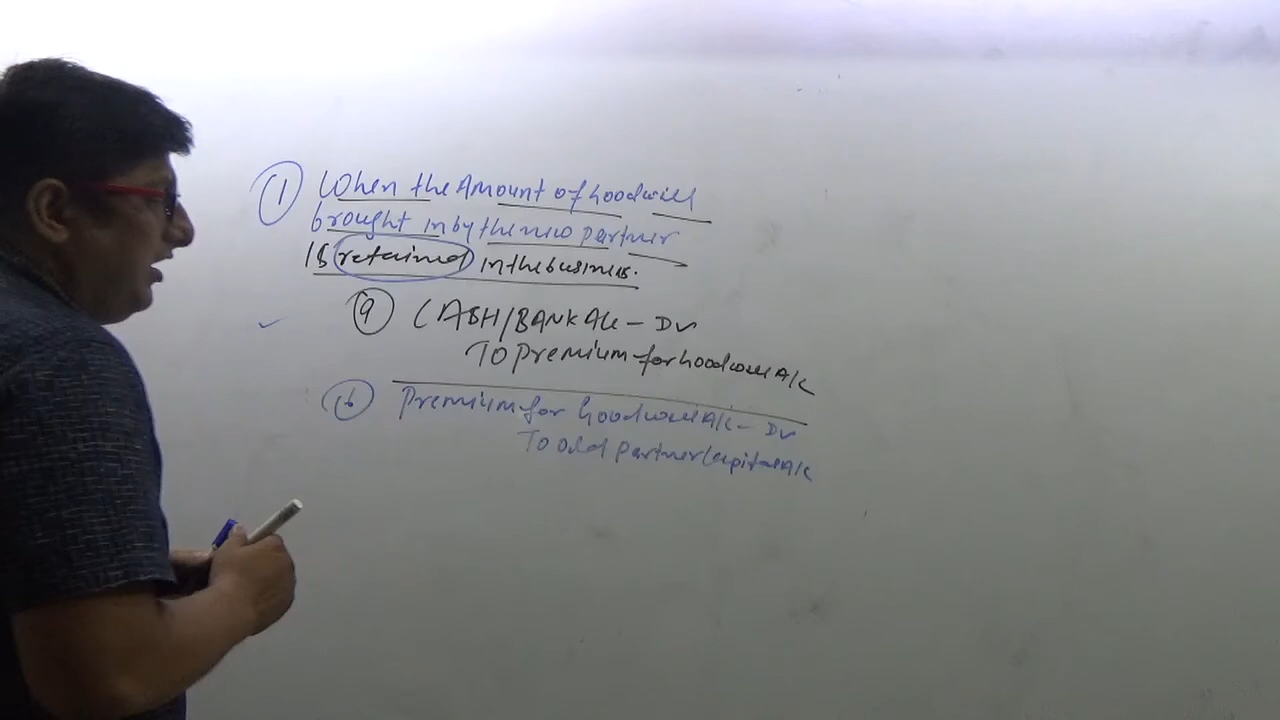 ① When the Amount of Goodwill
brought in by the new partner
is retained in the business.
ⓐ CASH/BANK A/c - Dr
To Premium for Goodwill A/c
ⓑ Premium for Goodwill A/c - Dr
To old partner Capital A/c